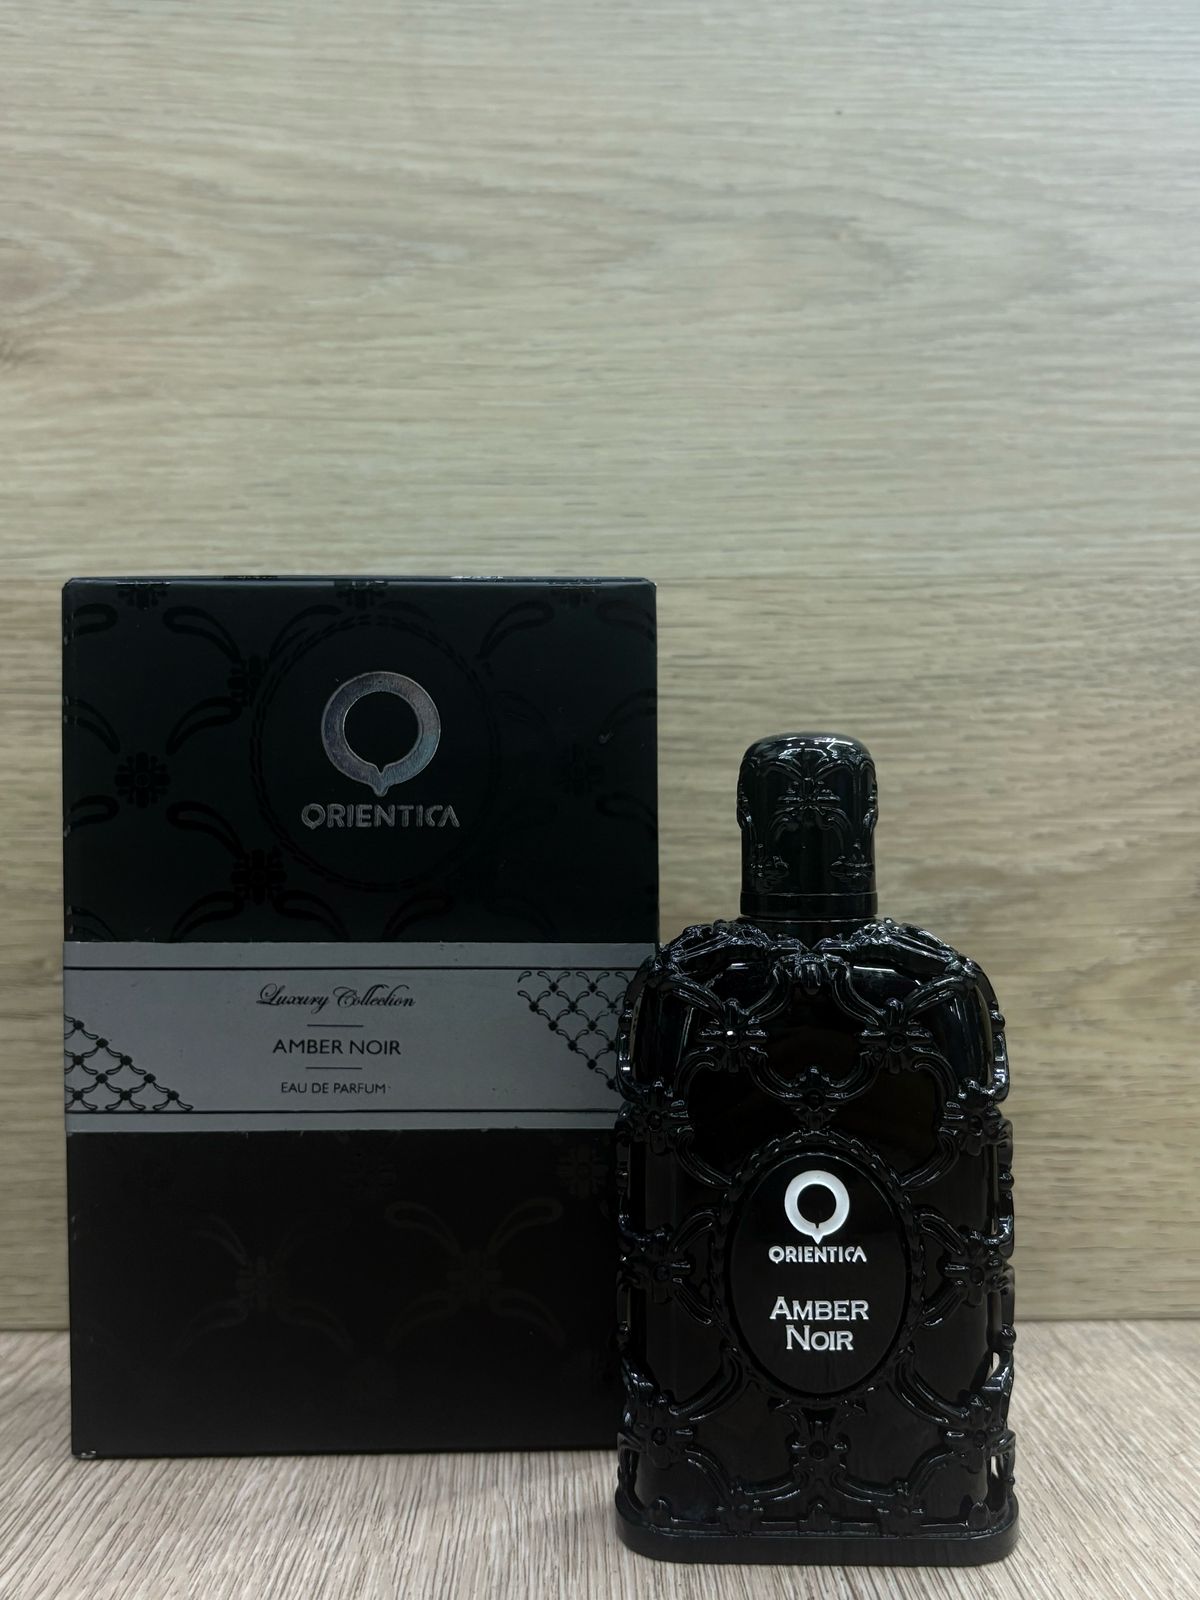 ORIENTICA
Luxury Collection
AMBER NOIR
EAU DE PARFUM
ORIENTICA
AMBER
NOIR